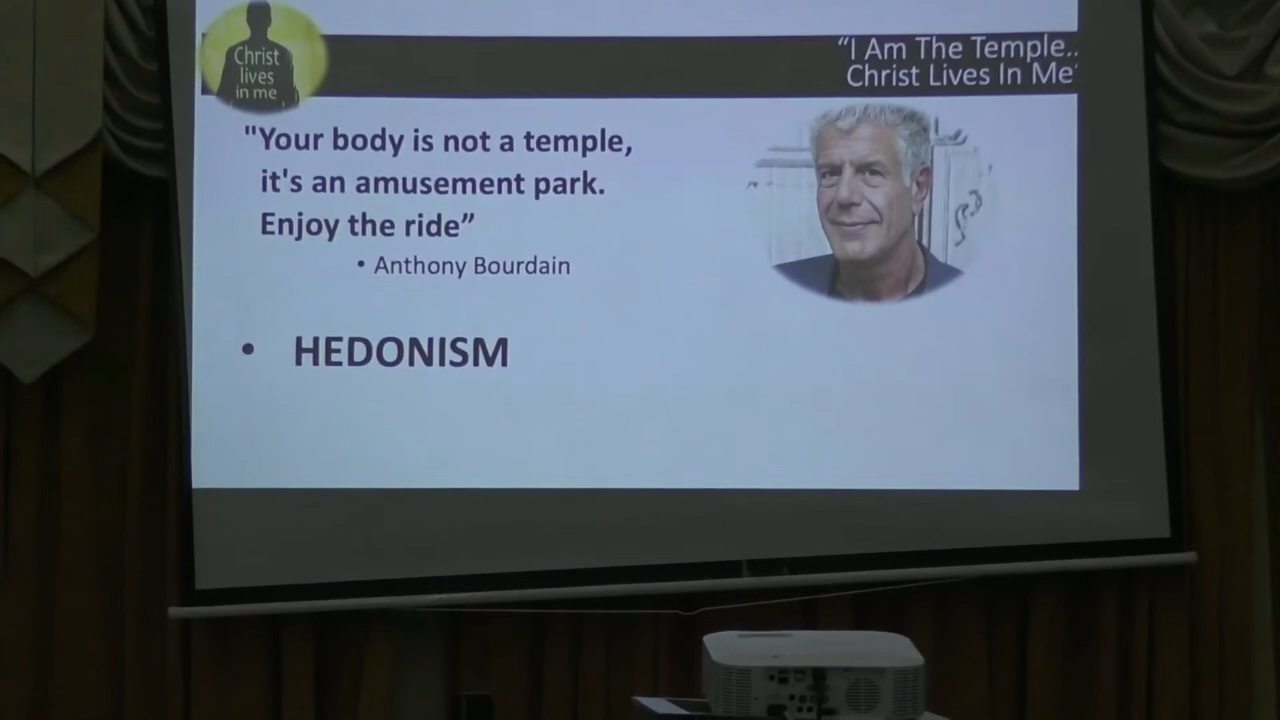 Christ
lives
in me
“I Am The Temple..
Christ Lives In Me’
"Your body is not a temple,
it's an amusement park.
Enjoy the ride”
• Anthony Bourdain
• HEDONISM